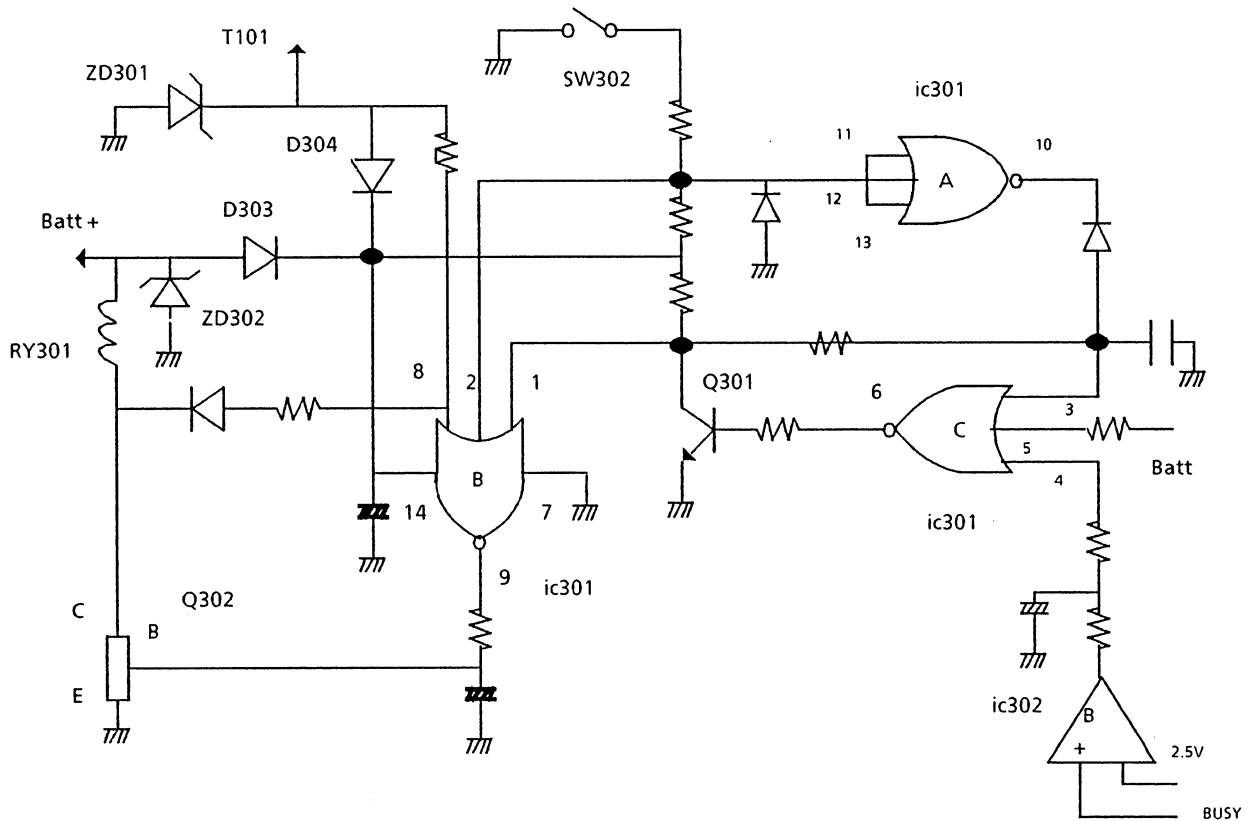 T101
ZD301
SW302
ic301
D304
11
10
A
12
D303
Batt +
13
ZD302
RY301
8
2
1
Q301
6
3
C
5
Batt
4
B
14
7
ic301
9
ic301
Q302
C
B
E
ic302
B
+
2.5V
BUSY